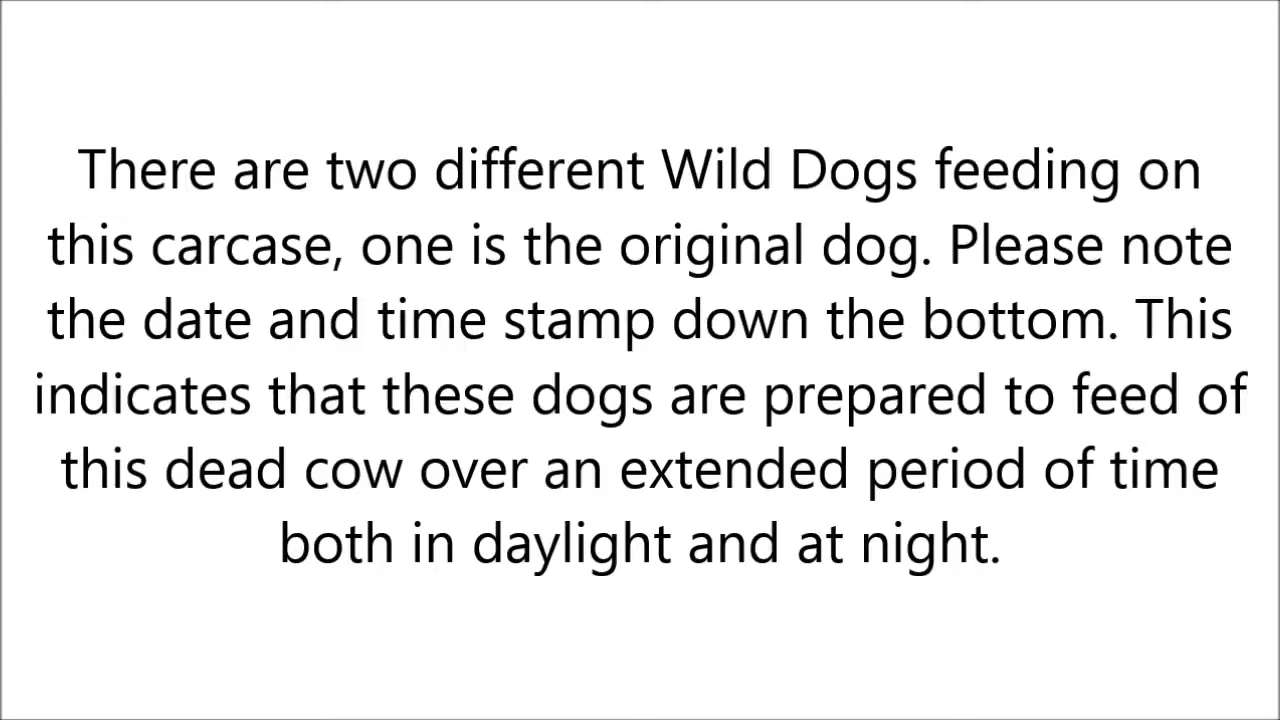 There are two different Wild Dogs feeding on
this carcase, one is the original dog. Please note
the date and time stamp down the bottom. This
indicates that these dogs are prepared to feed of
this dead cow over an extended period of time
both in daylight and at night.